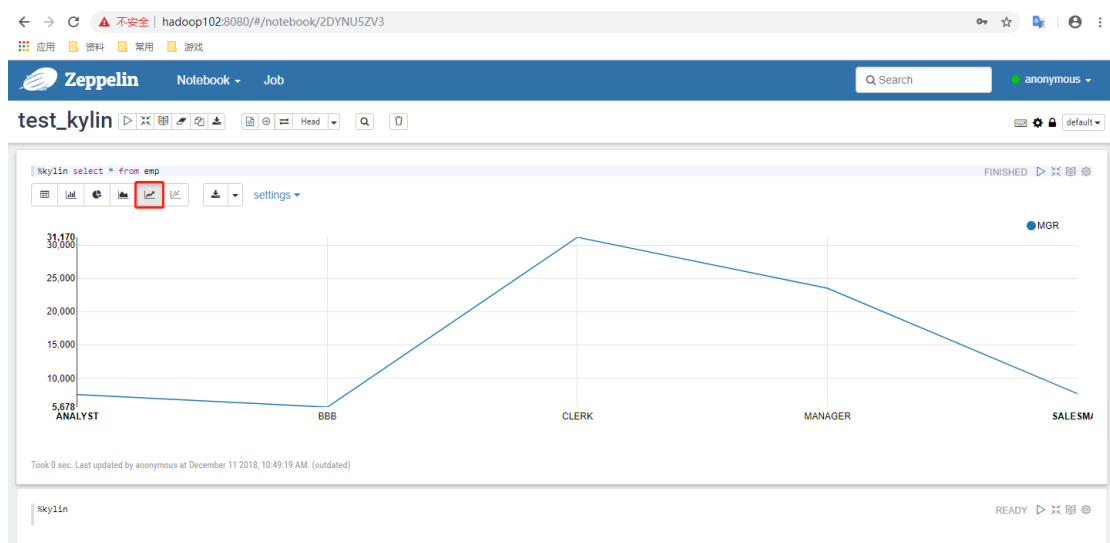 不安全 | hadoop102:8080/#/notebook/2DYNU5ZV3
应用 资料 常用 游戏
Zeppelin Notebook Job Search anonymous
test_kylin Head default
%kylin select * from emp FINISHED
settings
MGR
31,170
30,000
25,000
20,000
15,000
10,000
5,678
ANALYST BBB CLERK MANAGER SALESMA
Took 0 sec. Last updated by anonymous at December 11 2018, 10:49:19 AM. (outdated)
%kylin READY